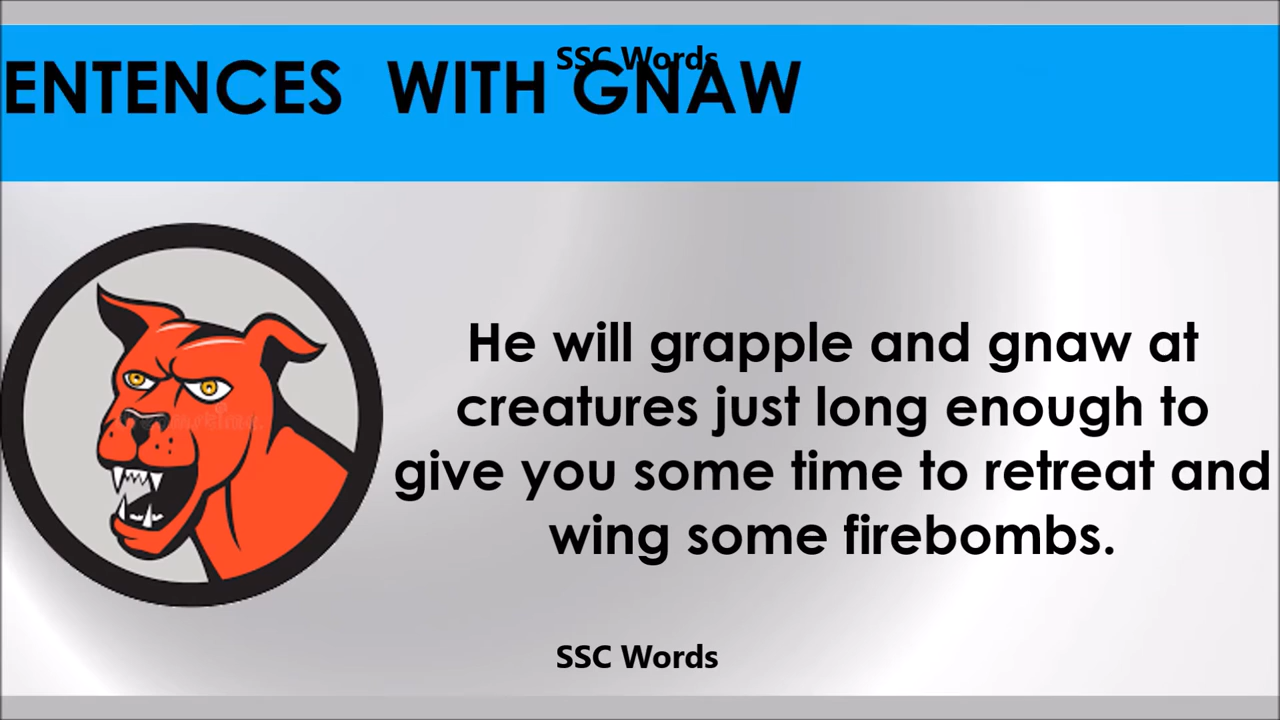 SSC Words
ENTENCES WITH GNAW
He will grapple and gnaw at
creatures just long enough to
give you some time to retreat and
wing some firebombs.
SSC Words